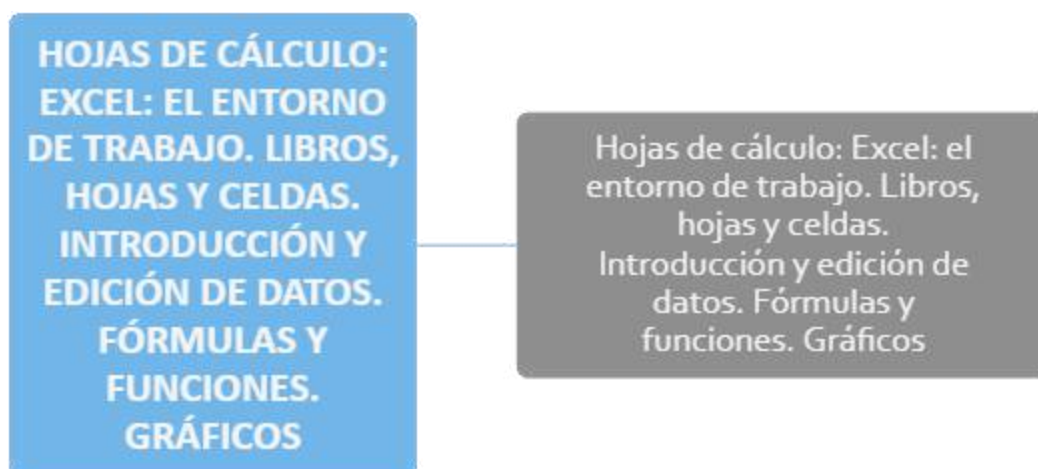 HOJAS DE CÁLCULO:
EXCEL: EL ENTORNO
DE TRABAJO. LIBROS,
HOJAS Y CELDAS.
INTRODUCCIÓN Y
EDICIÓN DE DATOS.
FÓRMULAS Y
FUNCIONES.
GRÁFICOS
Hojas de cálculo: Excel: el
entorno de trabajo. Libros,
hojas y celdas.
Introducción y edición de
datos. Fórmulas y
funciones. Gráficos